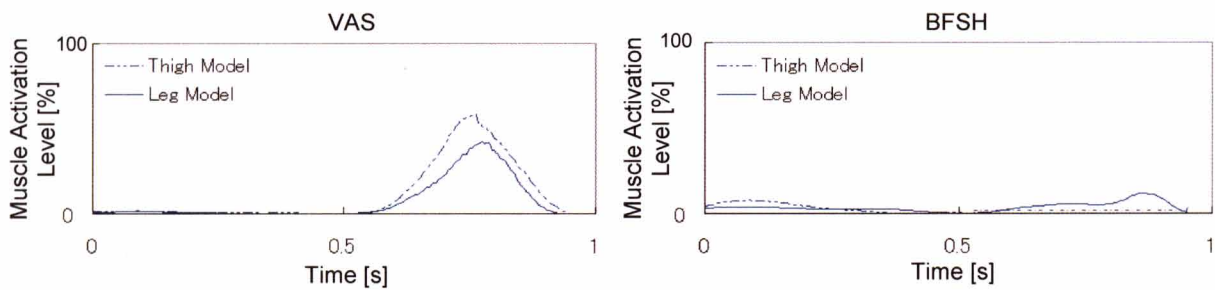 VAS
Muscle Activation
Level [%]
100
0
Thigh Model
Leg Model
0
0.5
1
Time [s]
BFSH
Muscle Activation
Level [%]
100
0
Thigh Model
Leg Model
0
0.5
1
Time [s]